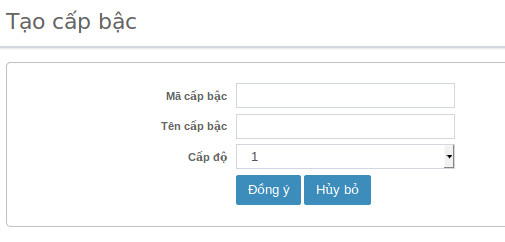 Tạo cấp bậc
Mã cấp bậc
Tên cấp bậc
Cấp độ 1
Đồng ý Hủy bỏ